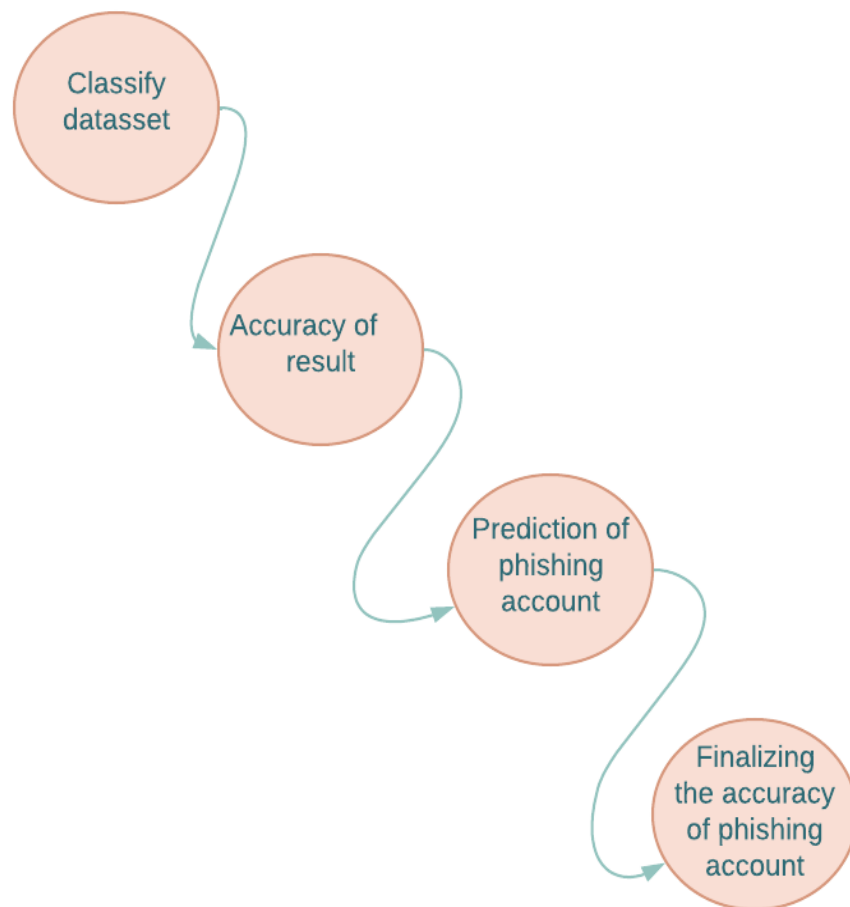 Classify
datasset
Accuracy of
result
Prediction of
phishing
account
Finalizing
the accuracy
of phishing
account